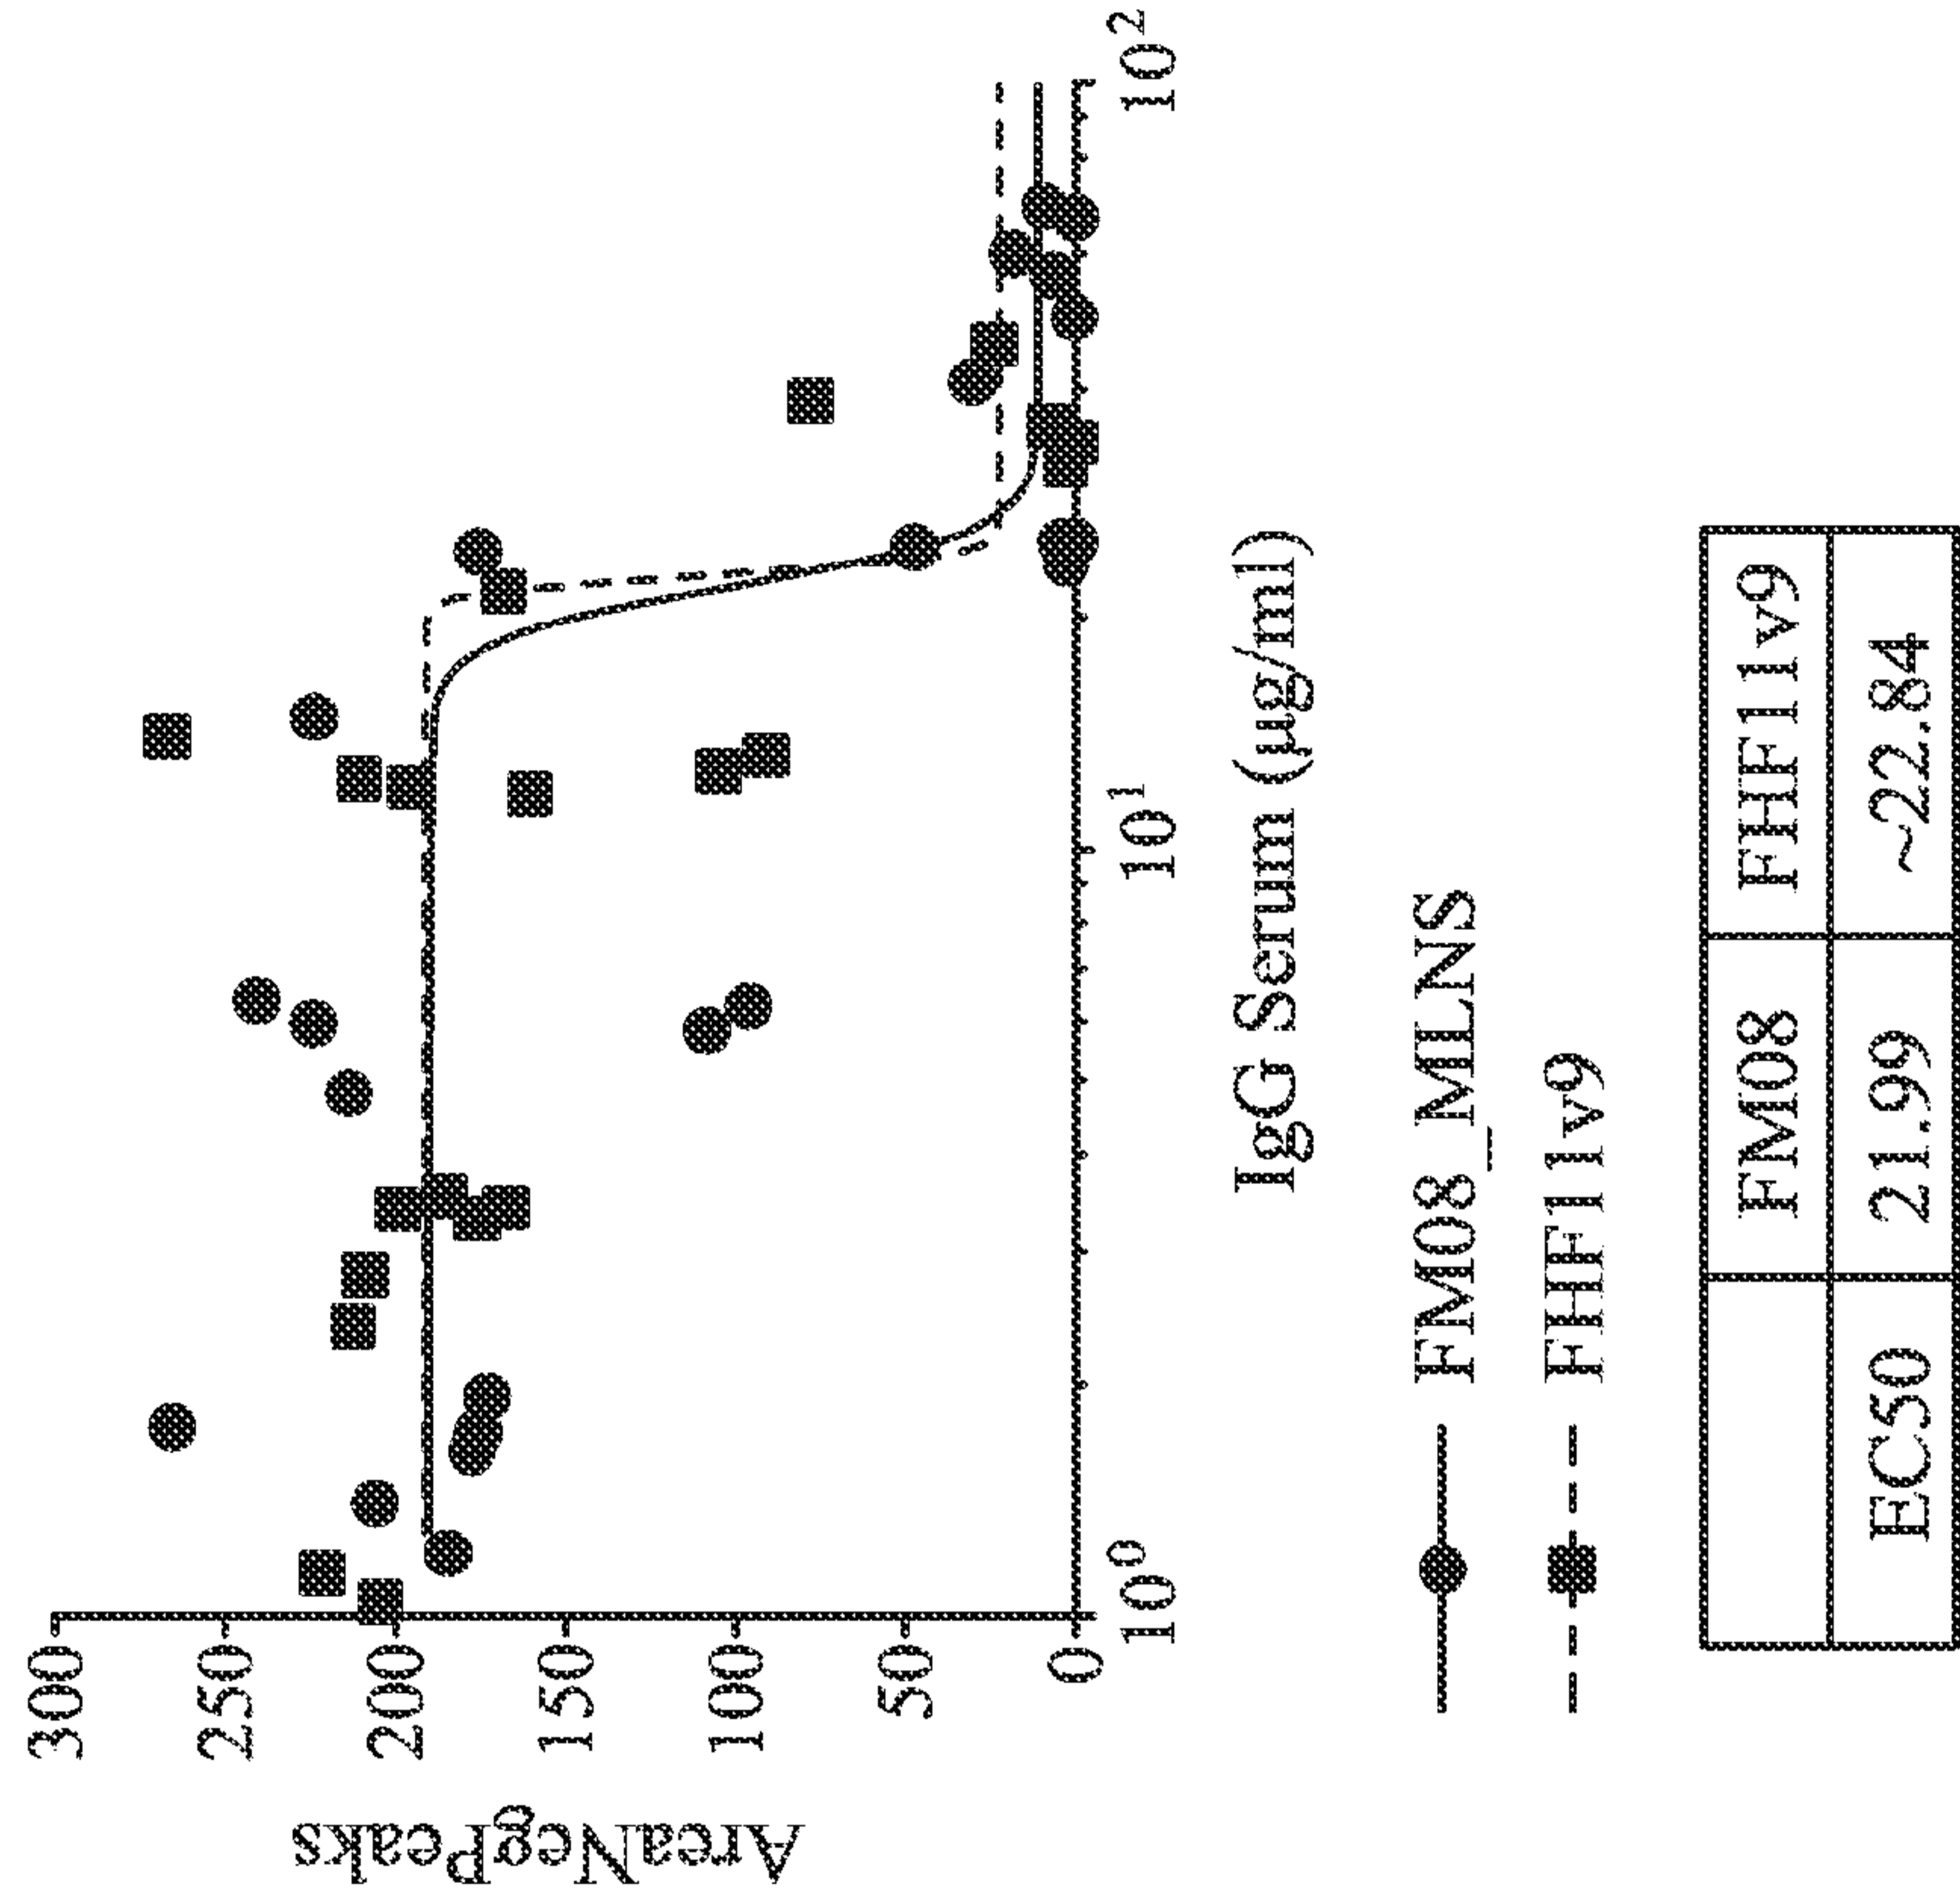 AreaNegPeaks
300
250
200
150
100
50
0
10⁰ 10¹ 10²
IgG Serum (µg/ml)
FM08_MLNS
FHF11v9
FM08 FHF11v9
EC50 21.99 ~22.84